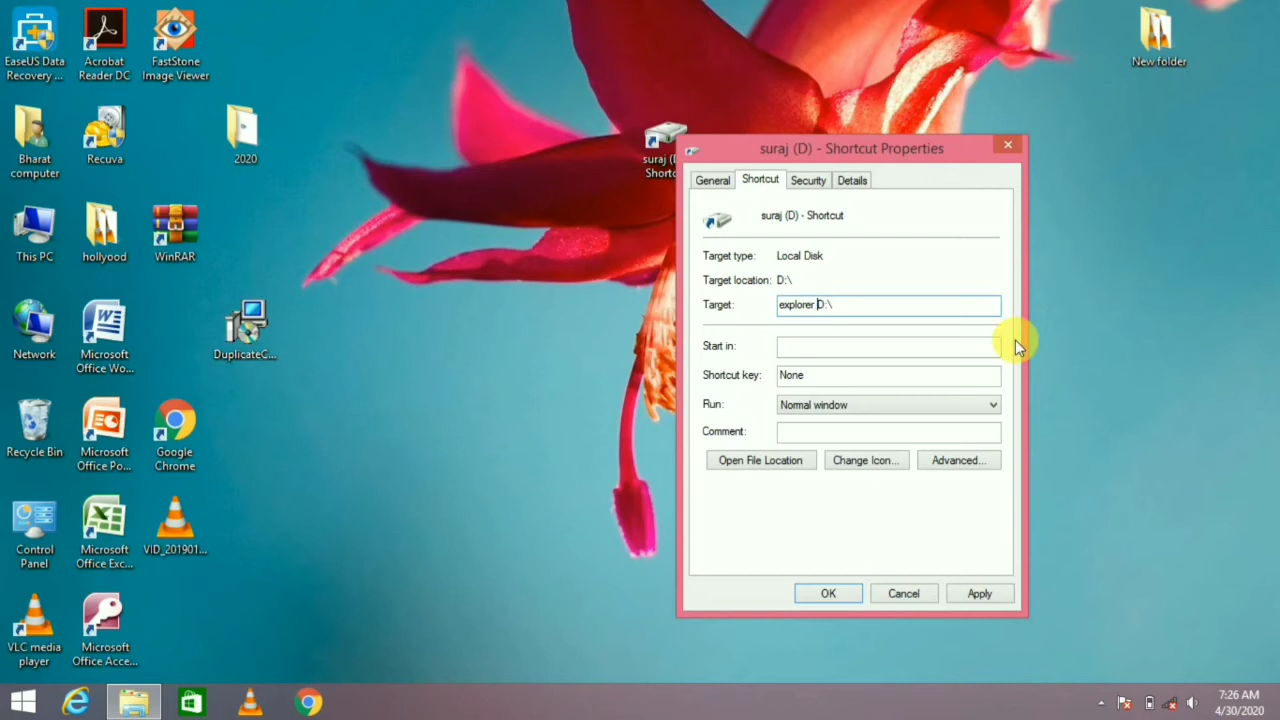 EaseUS Data
Recovery ...
Acrobat
Reader DC
FastStone
Image Viewer
New folder
Bharat
computer
Recuva
2020
suraj (D
Shortc
This PC
hollyood
WinRAR
Network
Microsoft
Office Wo...
DuplicateC...
Recycle Bin
Microsoft
Office Po...
Google
Chrome
Control
Panel
Microsoft
Office Exc...
VID_201901...
VLC media
player
Microsoft
Office Acce...
suraj (D) - Shortcut Properties
General
Shortcut
Security
Details
suraj (D) - Shortcut
Target type: Local Disk
Target location: D:\
Target: explorer D:\
Start in:
Shortcut key: None
Run: Normal window
Comment:
Open File Location
Change Icon...
Advanced...
OK
Cancel
Apply
7:26 AM
4/30/2020